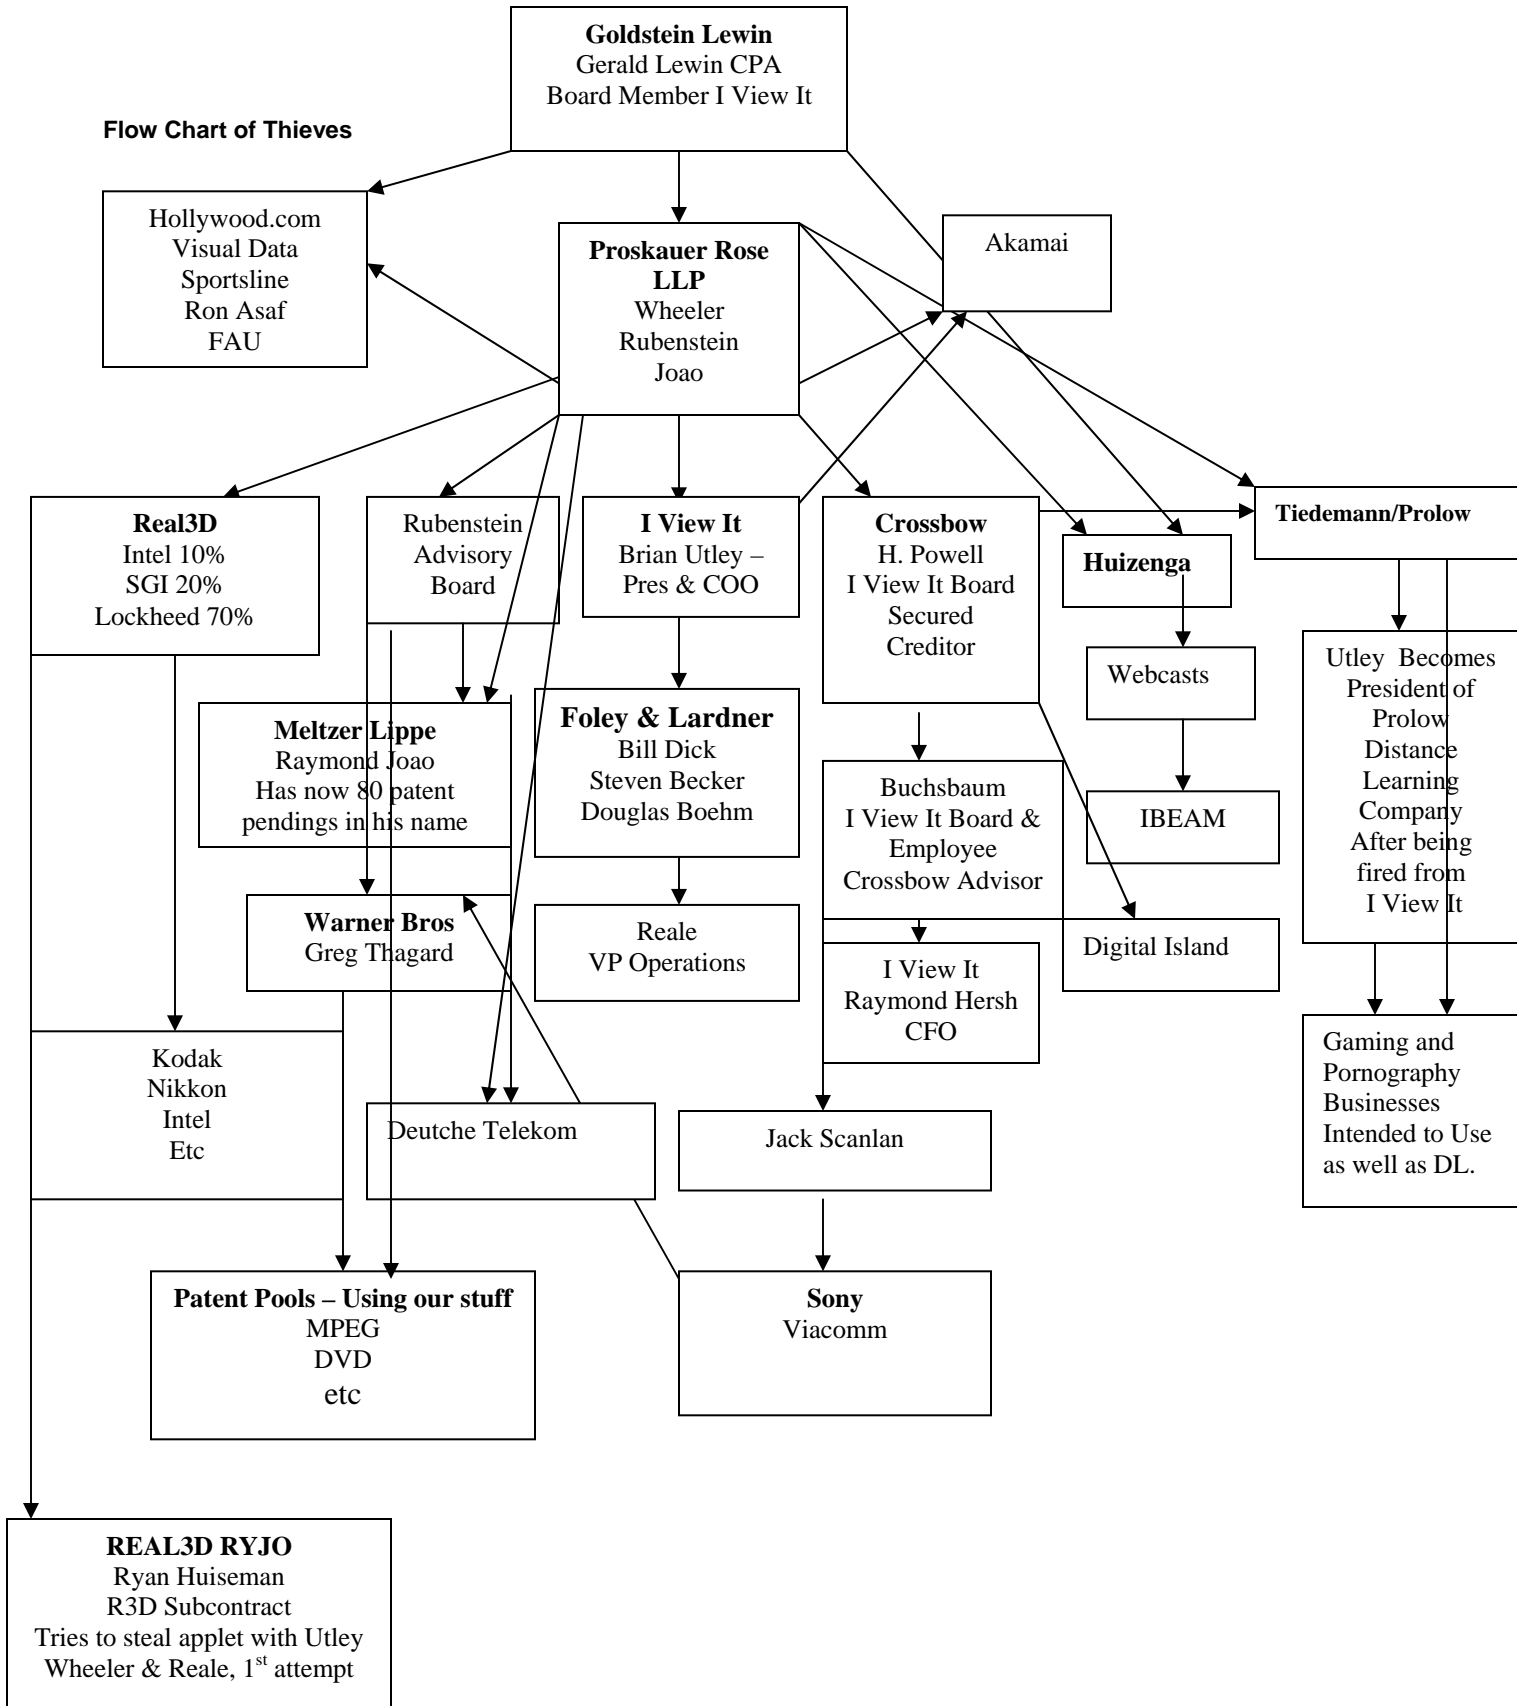 Goldstein Lewin
Gerald Lewin CPA
Board Member I View It
Flow Chart of Thieves
Hollywood.com
Visual Data
Sportsline
Ron Asaf
FAU
Proskauer Rose
LLP
Wheeler
Rubenstein
Joao
Akamai
Real3D
Intel 10%
SGI 20%
Lockheed 70%
Rubenstein
Advisory
Board
I View It
Brian Utley –
Pres & COO
Crossbow
H. Powell
I View It Board
Secured
Creditor
Huizenga
Tiedemann/Prolow
Webcasts
IBEAM
Utley Becomes
President of
Prolow
Distance
Learning
Company
After being
fired from
I View It
Meltzer Lippe
Raymond Joao
Has now 80 patent
pendings in his name
Foley & Lardner
Bill Dick
Steven Becker
Douglas Boehm
Buchsbaum
I View It Board &
Employee
Crossbow Advisor
Warner Bros
Greg Thagard
Reale
VP Operations
I View It
Raymond Hersh
CFO
Digital Island
Gaming and
Pornography
Businesses
Intended to Use
as well as DL.
Kodak
Nikkon
Intel
Etc
Deutche Telekom
Jack Scanlan
Patent Pools – Using our stuff
MPEG
DVD
etc
Sony
Viacomm
REAL3D RYJO
Ryan Huiseman
R3D Subcontract
Tries to steal applet with Utley
Wheeler & Reale, 1st attempt